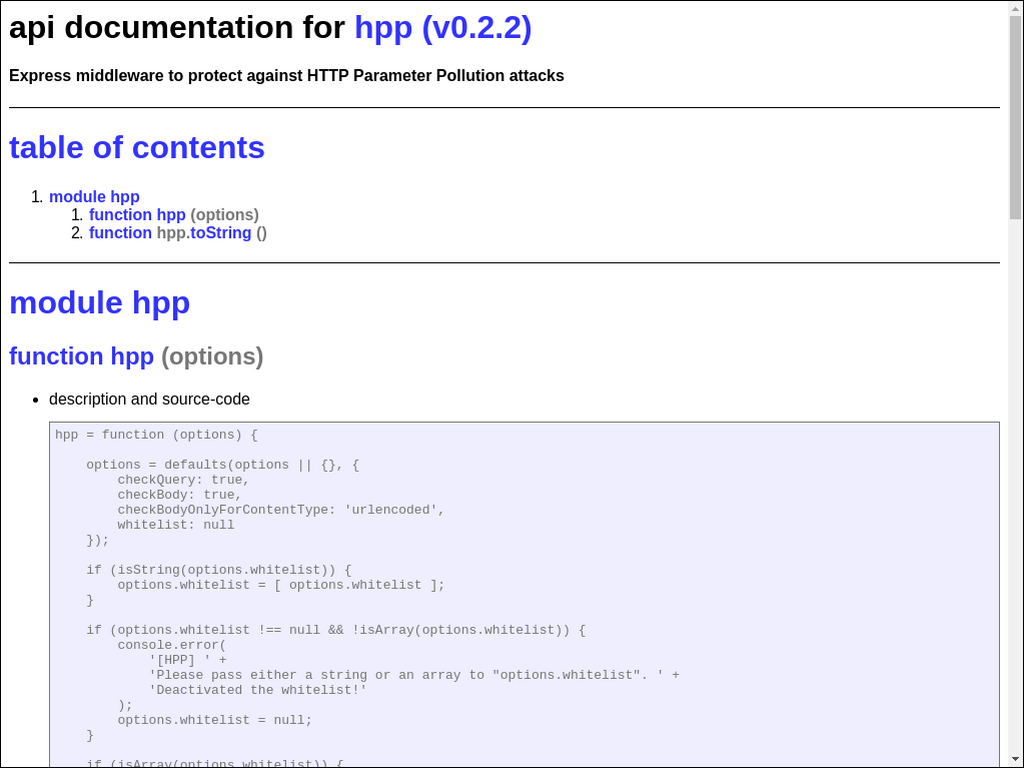 api documentation for hpp (v0.2.2)
Express middleware to protect against HTTP Parameter Pollution attacks
table of contents
1. module hpp
1. function hpp (options)
2. function hpp.toString ()
module hpp
function hpp (options)
• description and source-code
hpp = function (options) {
    options = defaults(options || {}, {
        checkQuery: true,
        checkBody: true,
        checkBodyOnlyForContentType: 'urlencoded',
        whitelist: null
    });
    if (isString(options.whitelist)) {
        options.whitelist = [ options.whitelist ];
    }
    if (options.whitelist !== null && !isArray(options.whitelist)) {
        console.error(
            '[HPP] ' +
            'Please pass either a string or an array to "options.whitelist". ' +
            'Deactivated the whitelist!'
        );
        options.whitelist = null;
    }
    if (isArray(options.whitelist)) {